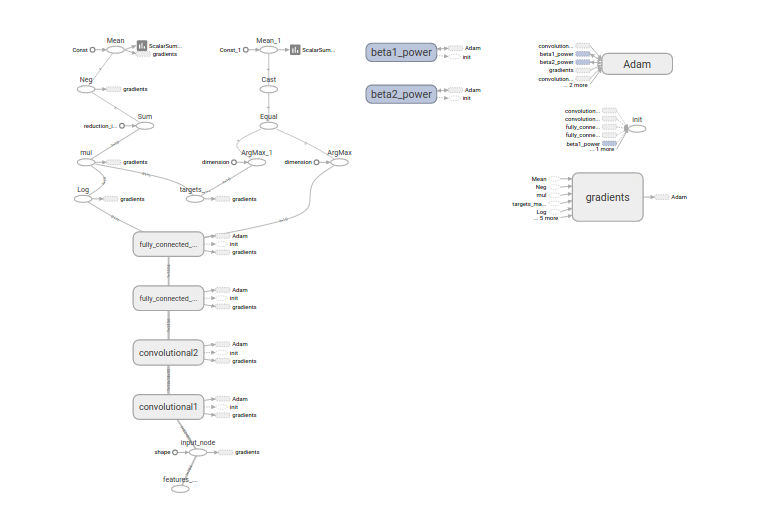 Mean
Const
ScalarSum...
gradients
Mean_1
Const_1
ScalarSum...
Neg
gradients
Cast
Sum
reduction_i...
Equal
mul
gradients
ArgMax_1
dimension
ArgMax
dimension
Log
gradients
targets_...
gradients
fully_connected_...
Adam
init
gradients
fully_connected_...
Adam
init
gradients
convolutional2
Adam
init
gradients
convolutional1
Adam
init
gradients
input_node
shape
gradients
features_...
beta1_power
Adam
init
beta2_power
Adam
init
convolution...
beta1_power
beta2_power
gradients
convolution...
... 2 more
Adam
convolution...
convolution...
fully_conne...
fully_conne...
beta1_power
... 1 more
init
Mean
Neg
mul
targets_ma...
Log
... 5 more
gradients
Adam